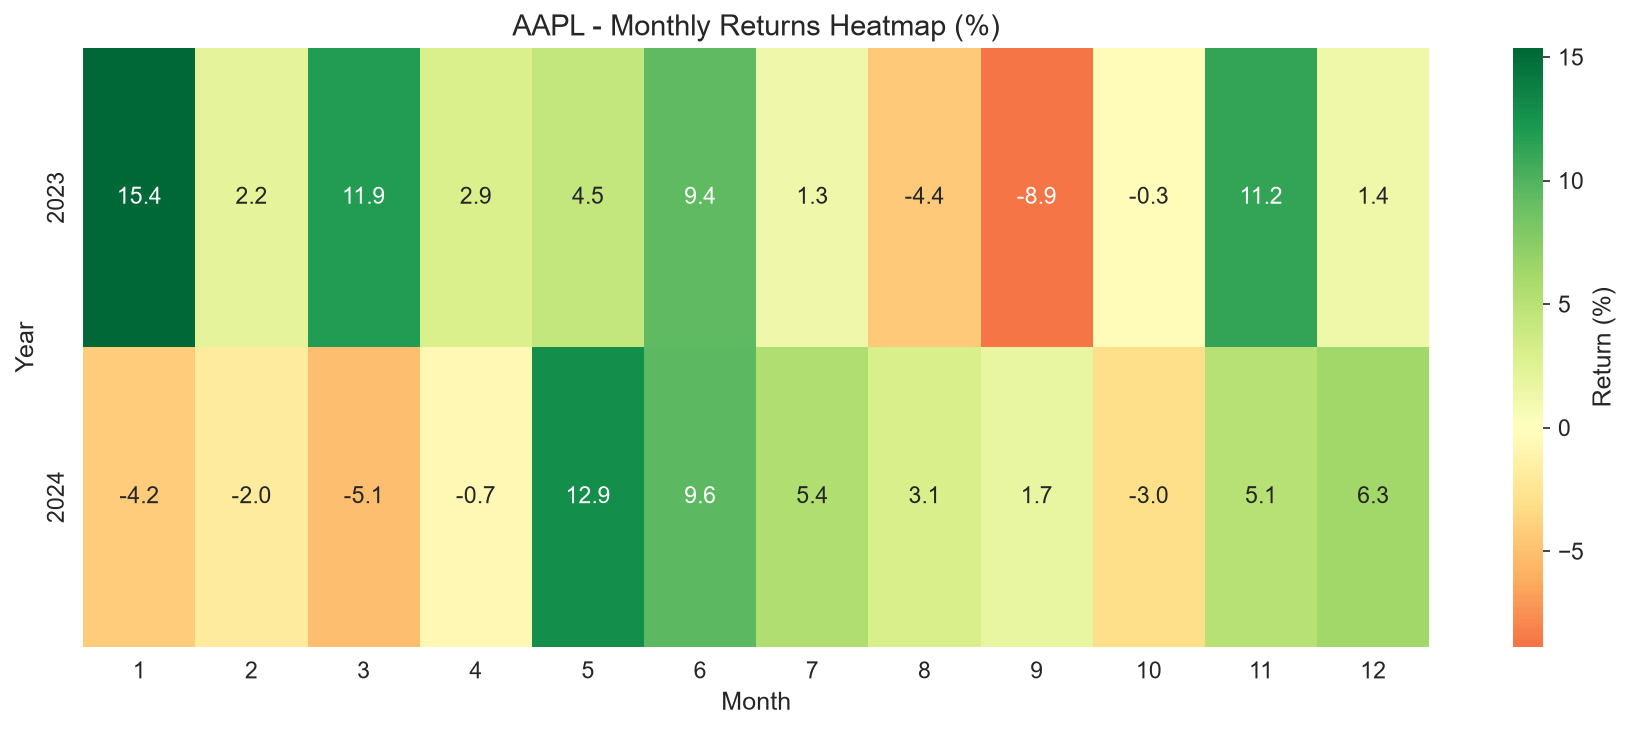 AAPL - Monthly Returns Heatmap (%)
Year
2023
15.4 2.2 11.9 2.9 4.5 9.4 1.3 -4.4 -8.9 -0.3 11.2 1.4
2024
-4.2 -2.0 -5.1 -0.7 12.9 9.6 5.4 3.1 1.7 -3.0 5.1 6.3
1 2 3 4 5 6 7 8 9 10 11 12
Month
15
10
5
0
−5
Return (%)